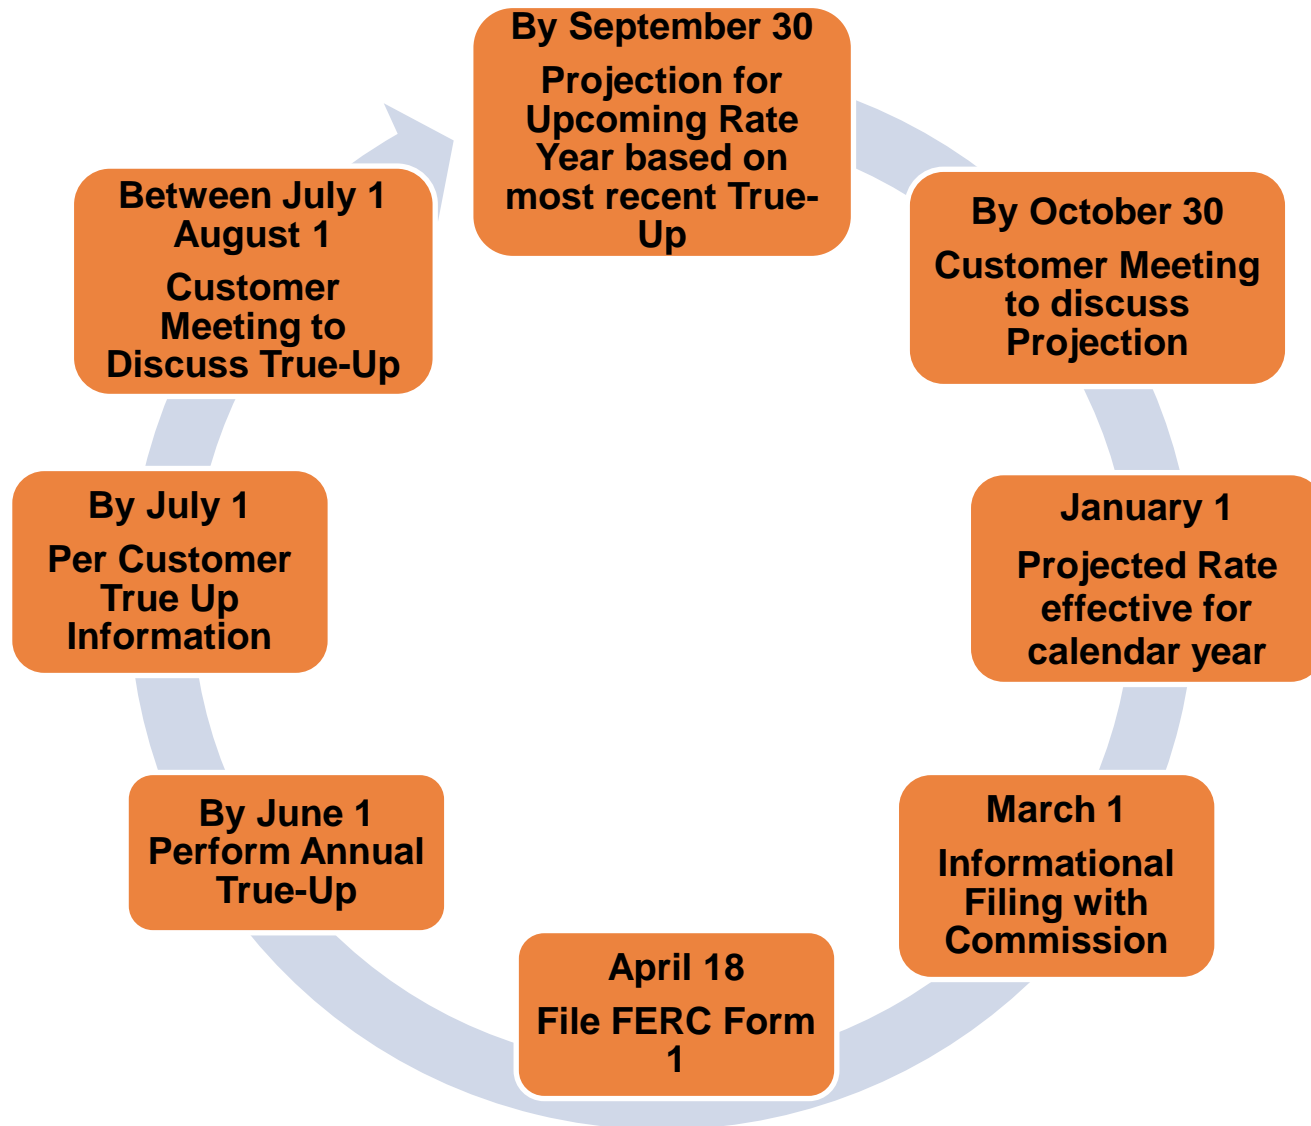 By September 30
Projection for
Upcoming Rate
Year based on
most recent True-
Up
By October 30
Customer Meeting
to discuss
Projection
January 1
Projected Rate
effective for
calendar year
March 1
Informational
Filing with
Commission
April 18
File FERC Form
1
By June 1
Perform Annual
True-Up
By July 1
Per Customer
True Up
Information
Between July 1
August 1
Customer
Meeting to
Discuss True-Up